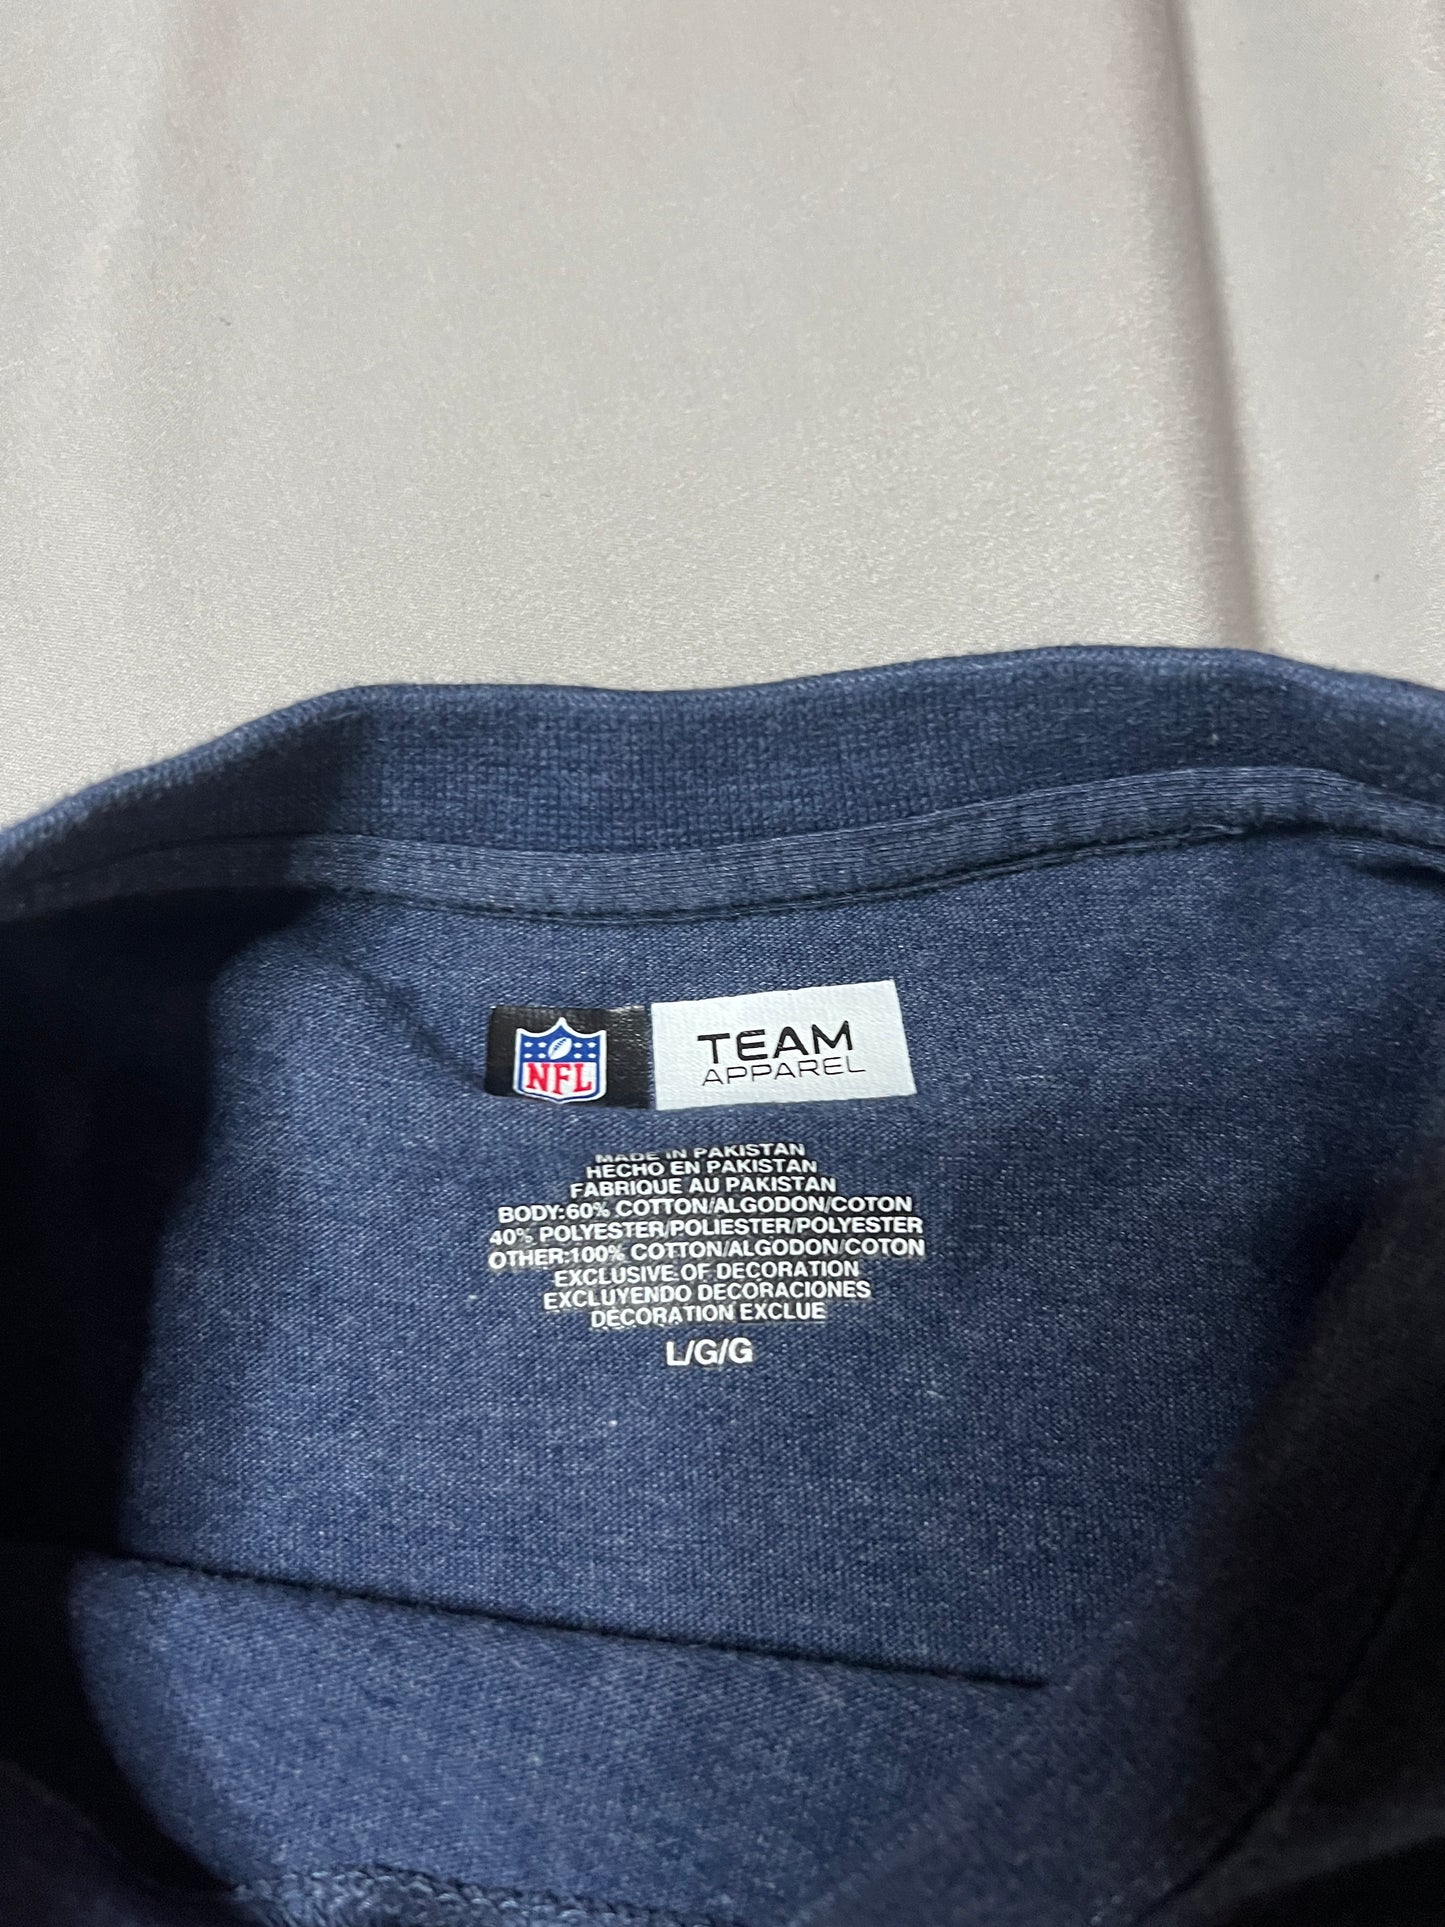 NFL
TEAM
APPAREL
MADE IN PAKISTAN
HECHO EN PAKISTAN
FABRIQUE AU PAKISTAN
BODY:60% COTTON/ALGODON/COTON
40% POLYESTER/POLIESTER/POLYESTER
OTHER:100% COTTON/ALGODON/COTON
EXCLUSIVE OF DECORATION
EXCLUYENDO DECORACIONES
DÉCORATION EXCLUE
L/G/G